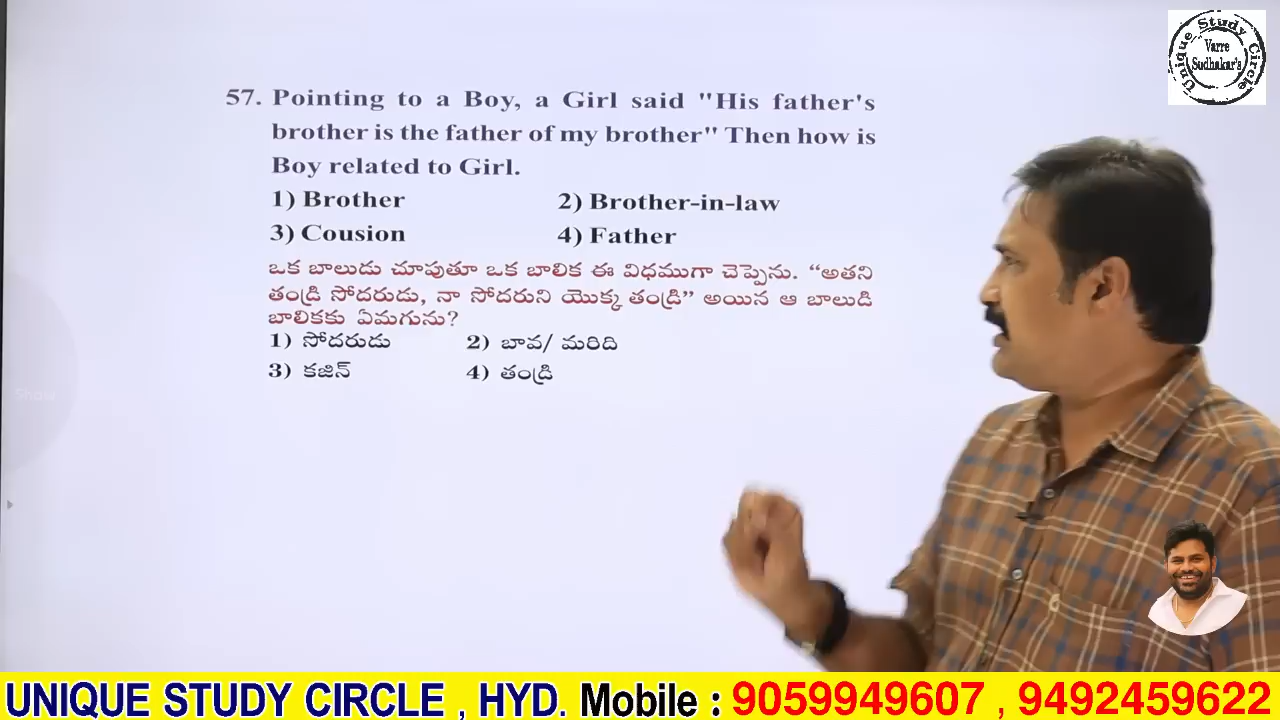 Unique Study Circle
Varre
Sudhakar's
57. Pointing to a Boy, a Girl said "His father's
brother is the father of my brother" Then how is
Boy related to Girl.
1) Brother 2) Brother-in-law
3) Cousion 4) Father
ఒక బాలుడు చూపుతూ ఒక బాలిక ఈ విధముగా చెప్పెను. “అతని
తండ్రి సోదరుడు, నా సోదరుని యొక్క తండ్రి” అయిన ఆ బాలుడి
బాలికకు ఏమగును?
1) సోదరుడు 2) బావ/ మరిది
3) కజిన్ 4) తండ్రి
UNIQUE STUDY CIRCLE , HYD. Mobile : 9059949607 , 9492459622